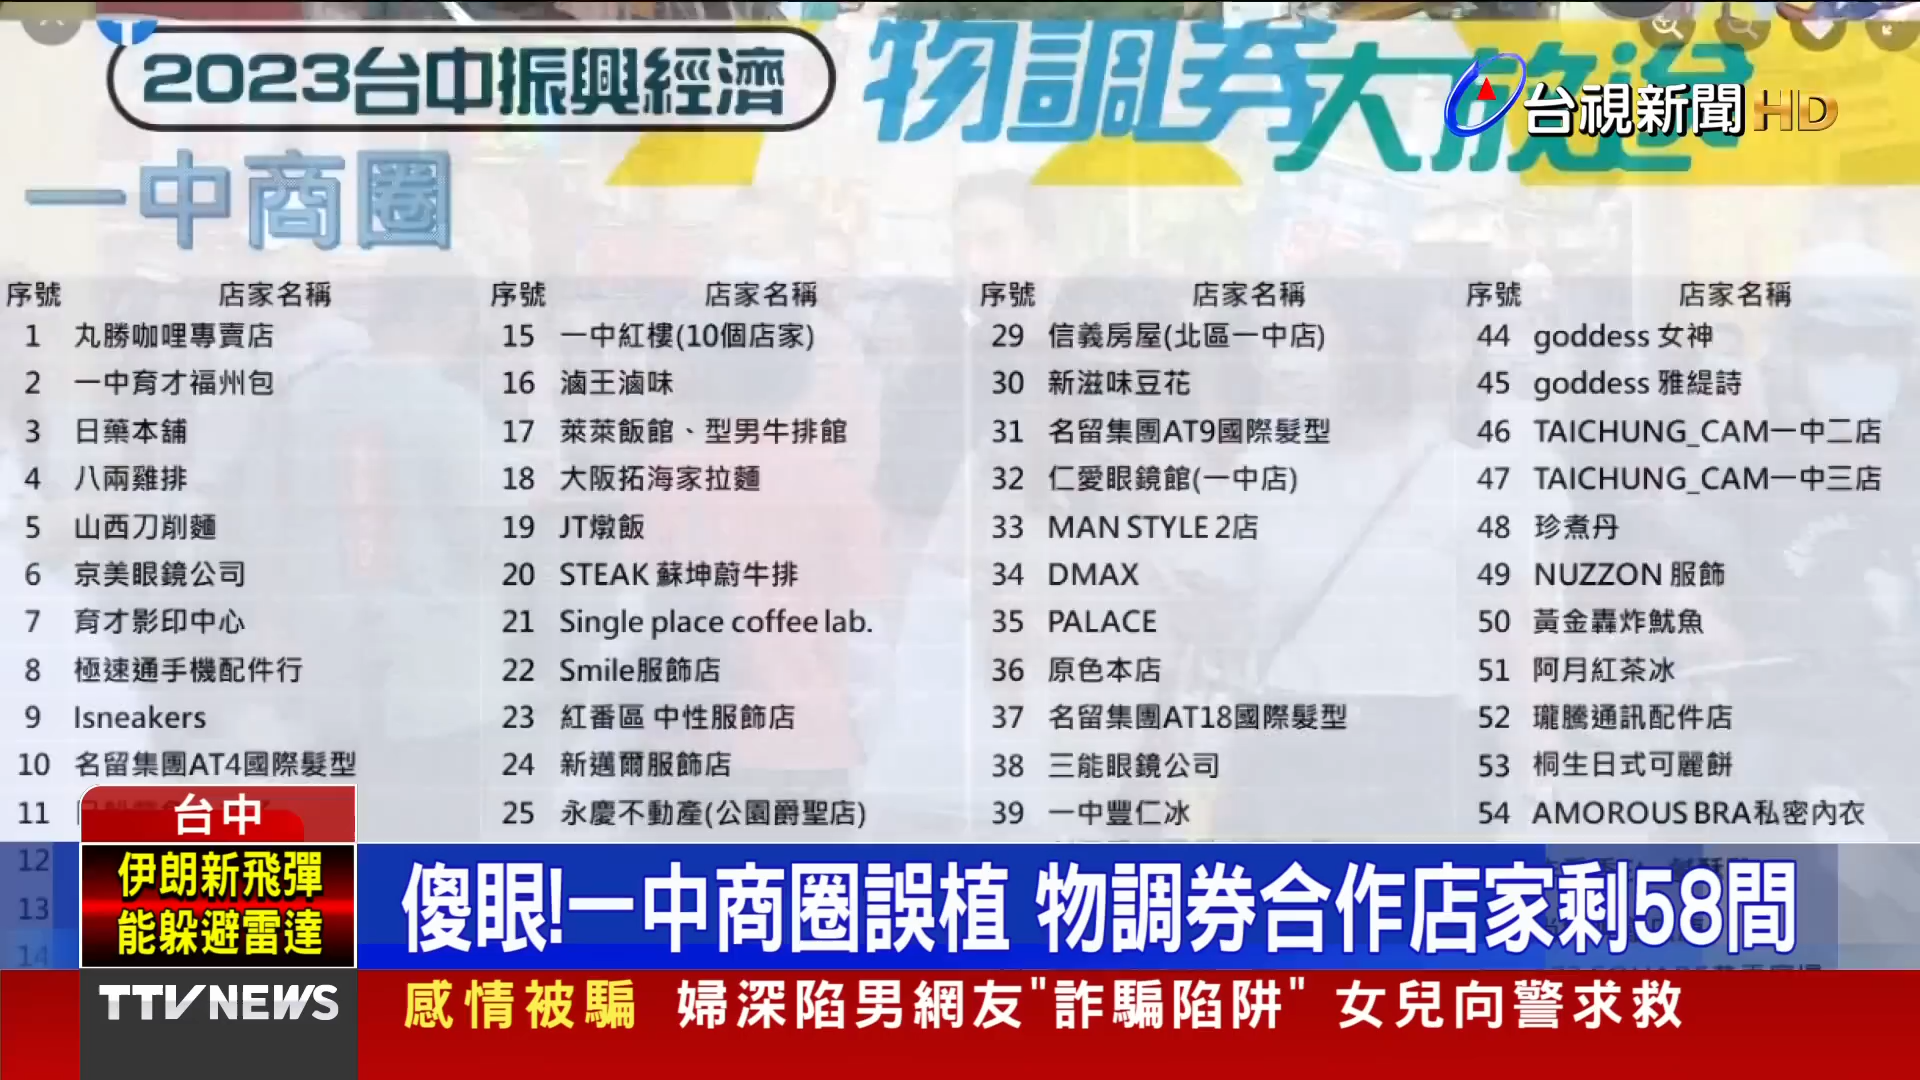 2023台中振興經濟
物調券大放送
台視新聞HD
一中商圈
序號 店家名稱
1 丸勝咖哩專賣店
2 一中育才福州包
3 日藥本舖
4 八兩雞排
5 山西刀削麵
6 京美眼鏡公司
7 育才影印中心
8 極速通手機配件行
9 Isneakers
10 名留集團AT4國際髮型
11
12
13
14
序號 店家名稱
15 一中紅樓(10個店家)
16 滷王滷味
17 萊萊飯館、型男牛排館
18 大阪拓海家拉麵
19 JT燉飯
20 STEAK 蘇坤蔚牛排
21 Single place coffee lab.
22 Smile服飾店
23 紅番區 中性服飾店
24 新邁爾服飾店
25 永慶不動產(公園爵聖店)
序號 店家名稱
29 信義房屋(北區一中店)
30 新滋味豆花
31 名留集團AT9國際髮型
32 仁愛眼鏡館(一中店)
33 MAN STYLE 2店
34 DMAX
35 PALACE
36 原色本店
37 名留集團AT18國際髮型
38 三能眼鏡公司
39 一中豐仁冰
序號 店家名稱
44 goddess 女神
45 goddess 雅緹詩
46 TAICHUNG_CAM一中二店
47 TAICHUNG_CAM一中三店
48 珍煮丹
49 NUZZON 服飾
50 黃金轟炸魷魚
51 阿月紅茶冰
52 瓏騰通訊配件店
53 桐生日式可麗餅
54 AMOROUS BRA私密內衣
台中
伊朗新飛彈
能躲避雷達
傻眼!一中商圈誤植 物調券合作店家剩58間
TTV NEWS
感情被騙 婦深陷男網友"詐騙陷阱" 女兒向警求救